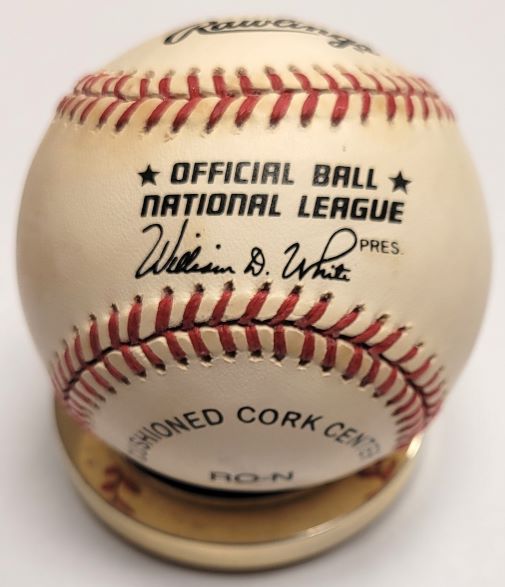 Rawlings
★ OFFICIAL BALL ★
NATIONAL LEAGUE
William D. White PRES.
CUSHIONED CORK CENTER
RO-N